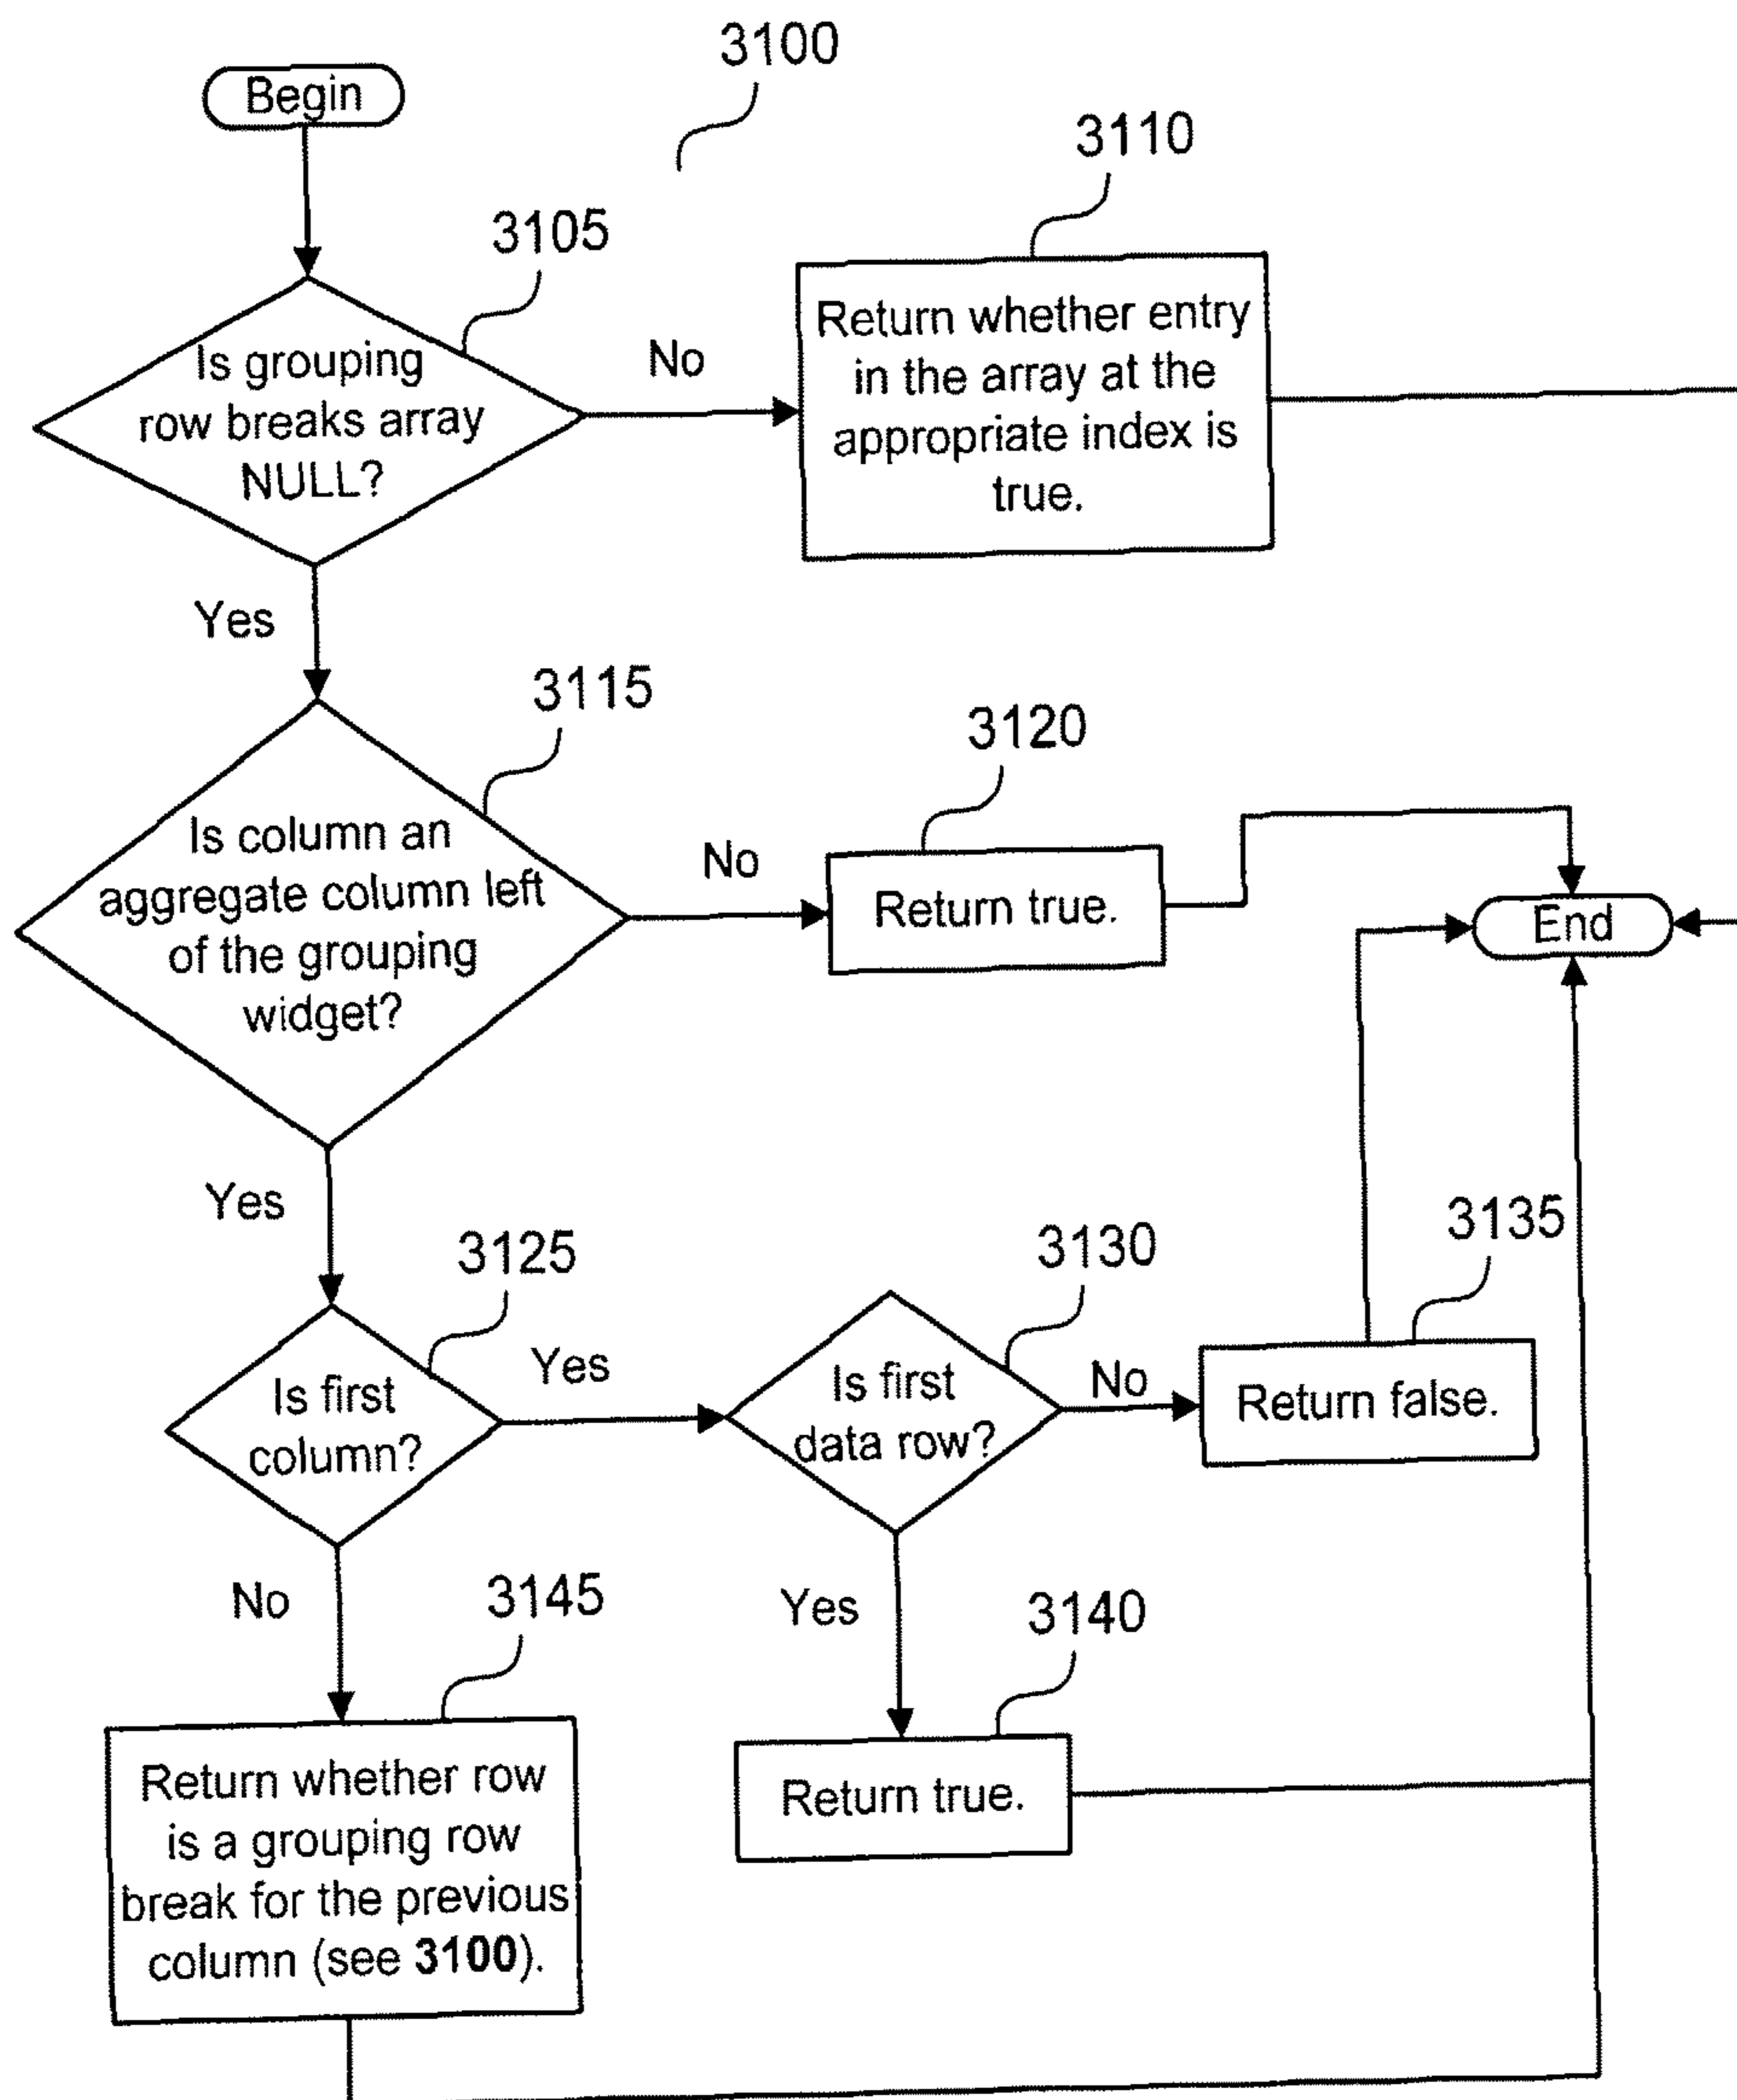 3100
Begin
3110
3105
Is grouping
row breaks array
NULL?
No
Return whether entry
in the array at the
appropriate index is
true.
Yes
3115
3120
Is column an
aggregate column left
of the grouping
widget?
No
Return true.
End
Yes
3125
3130
3135
Is first
column?
Yes
Is first
data row?
No
Return false.
No
3145
Yes
3140
Return whether row
is a grouping row
break for the previous
column (see 3100).
Return true.